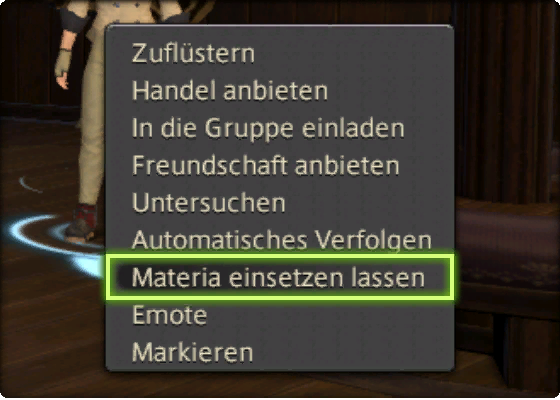 Zuflüstern
Handel anbieten
In die Gruppe einladen
Freundschaft anbieten
Untersuchen
Automatisches Verfolgen
Materia einsetzen lassen
Emote
Markieren